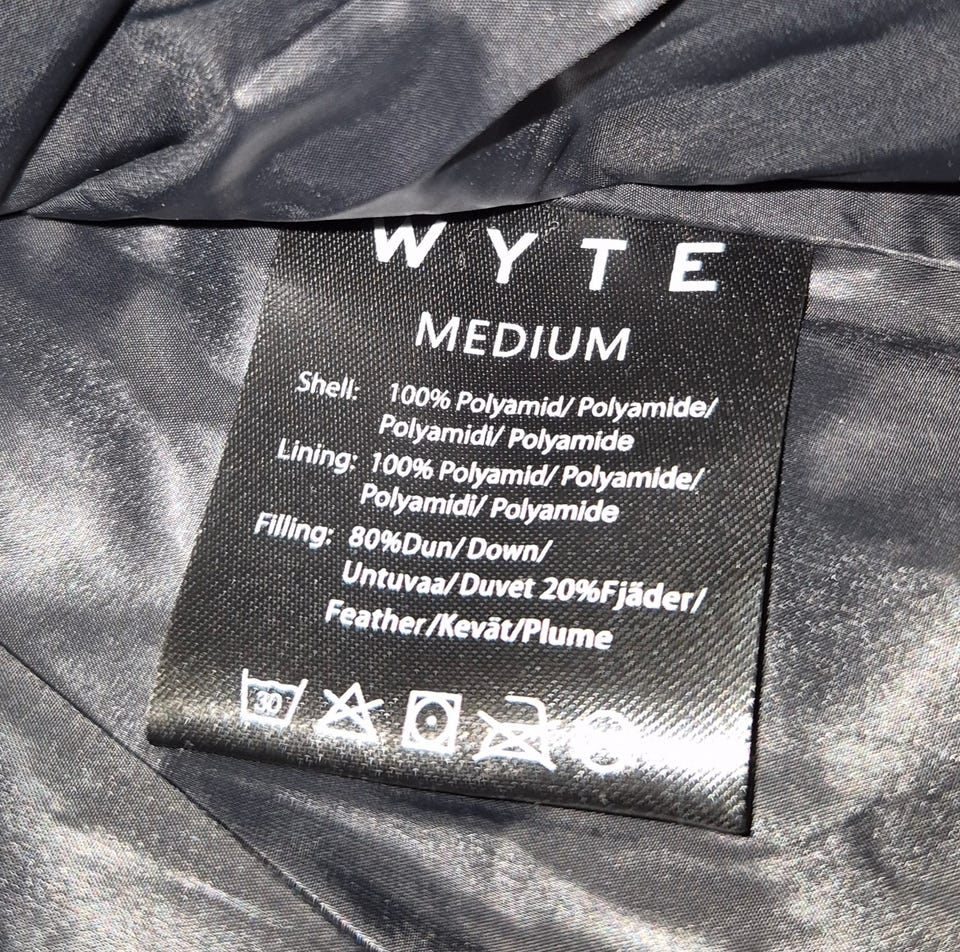 WYTE
MEDIUM
Shell: 100% Polyamid/ Polyamide/
Polyamidi/ Polyamide
Lining: 100% Polyamid/ Polyamide/
Polyamidi/ Polyamide
Filling: 80%Dun/ Down/
Untuvaa/ Duvet 20%Fjäder/
Feather/Kevät/Plume
30